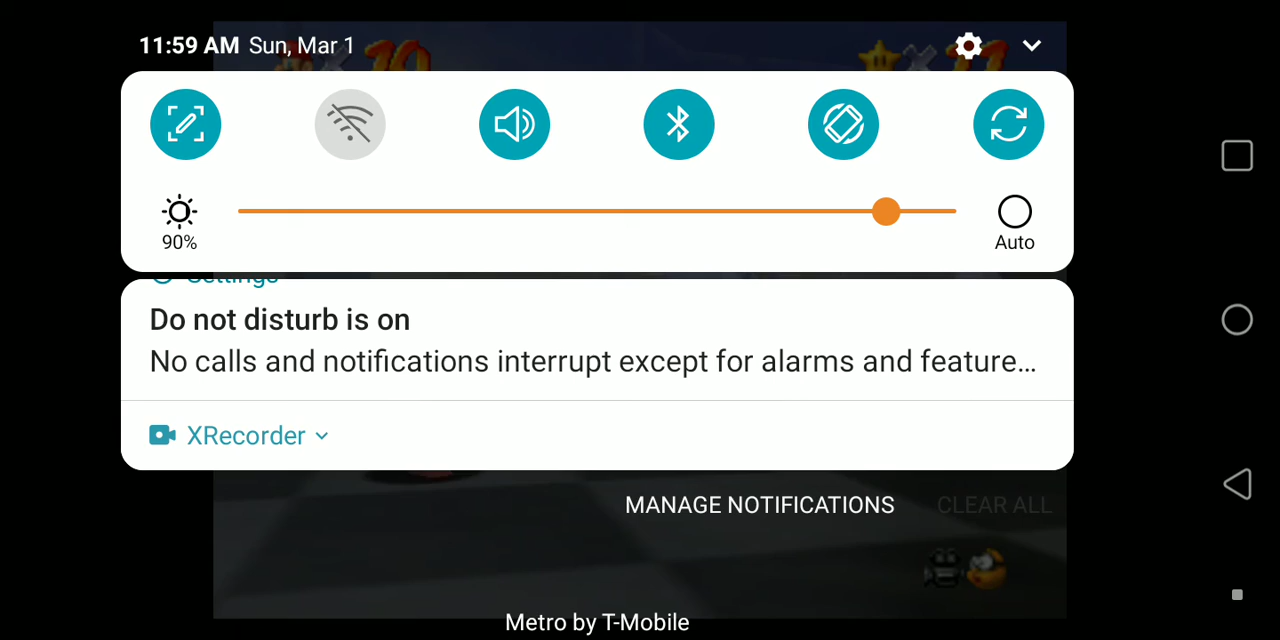 11:59 AM Sun, Mar 1
90%
Auto
Settings
Do not disturb is on
No calls and notifications interrupt except for alarms and feature…
XRecorder
MANAGE NOTIFICATIONS CLEAR ALL
Metro by T-Mobile